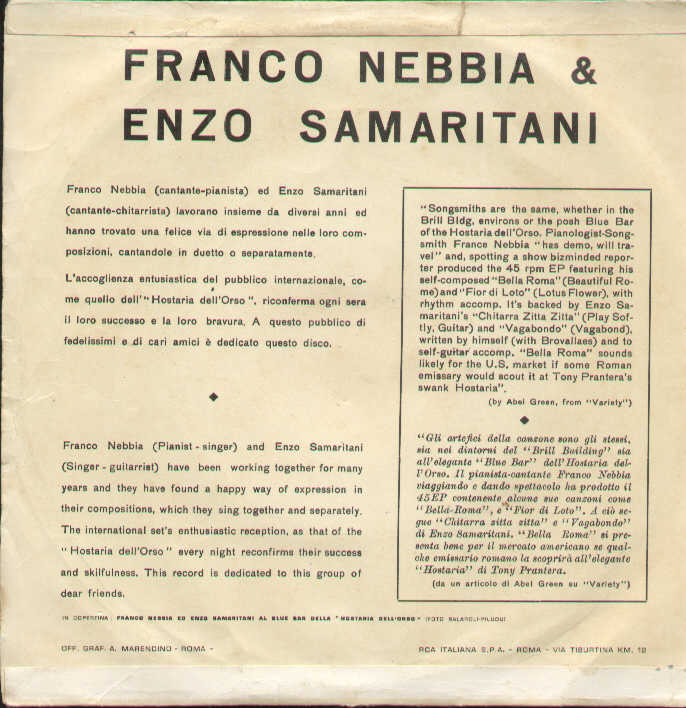 FRANCO NEBBIA &
ENZO SAMARITANI
Franco Nebbia (cantante-pianista) ed Enzo Samaritani
(cantante-chitarrista) lavorano insieme da diversi anni ed
hanno trovato una felice via di espressione nelle loro com-
posizioni, cantandole in duetto o separatamente.
L'accoglienza entusiastica del pubblico internazionale, co-
me quello dell'"Hostaria dell'Orso", riconferma ogni sera
il loro successo e la loro bravura. A questo pubblico di
fedelissimi e di cari amici è dedicato questo disco.
Franco Nebbia (Pianist - singer) and Enzo Samaritani
(Singer - guitarrist) have been working together for many
years and they have found a happy way of expression in
their compositions, which they sing together and separately.
The international set's enthusiastic reception, as that of the
"Hostaria dell'Orso" every night reconfirms their success
and skilfulness. This record is dedicated to this group of
dear friends.
"Songsmiths are the same, whether in the
Brill Bldg, environs or the posh Blue Bar
of the Hostaria dell'Orso. Pianologist-Song-
smith France Nebbia "has demo, will tra-
vel" and, spotting a show bizminded repor-
ter produced the 45 rpm EP featuring his
self-composed "Bella Roma" (Beautiful Ro-
me) and "Fior di Loto" (Lotus Flower), with
rhythm accomp. It's backed by Enzo Sa-
maritani's "Chitarra Zitta Zitta" (Play Sof-
tly, Guitar) and "Vagabondo" (Vagabond),
written by himself (with Brovallaes) and to
self-guitar accomp. "Bella Roma" sounds
likely for the U.S, market if some Roman
emissary would scout it at Tony Prantera's
swank Hostaria".
(by Abel Green, from "Variety")
"Gli artefici della canzone sono gli stessi,
sia nei dintorni del "Brill Building" sia
all'elegante "Blue Bar" dell'Hostaria del-
l'Orso. Il pianista-cantante Franco Nebbia
viaggiando e dando spettacolo ha prodotto il
45EP contenente alcune sue canzoni come
"Bella-Roma", e "Fior di Loto". A ciò se-
gue "Chitarra zitta zitta" e "Vagabondo"
di Enzo Samaritani. "Bella Roma" si pre-
senta bene per il mercato americano se qual-
che emissario romano la scoprirà all'elegante
"Hostaria" di Tony Prantera.
(da un articolo di Abel Green su "Variety")
IN COPERTINA : FRANCO NEBBIA ED ENZO SAMARITANI AL BLUE BAR DELLA "HOSTARIA DELL'ORSO" (FOTO
OFF. GRAF. A. MARENCINO - ROMA -
RCA ITALIANA S.P.A. - ROMA - VIA TIBURTINA KM. 12